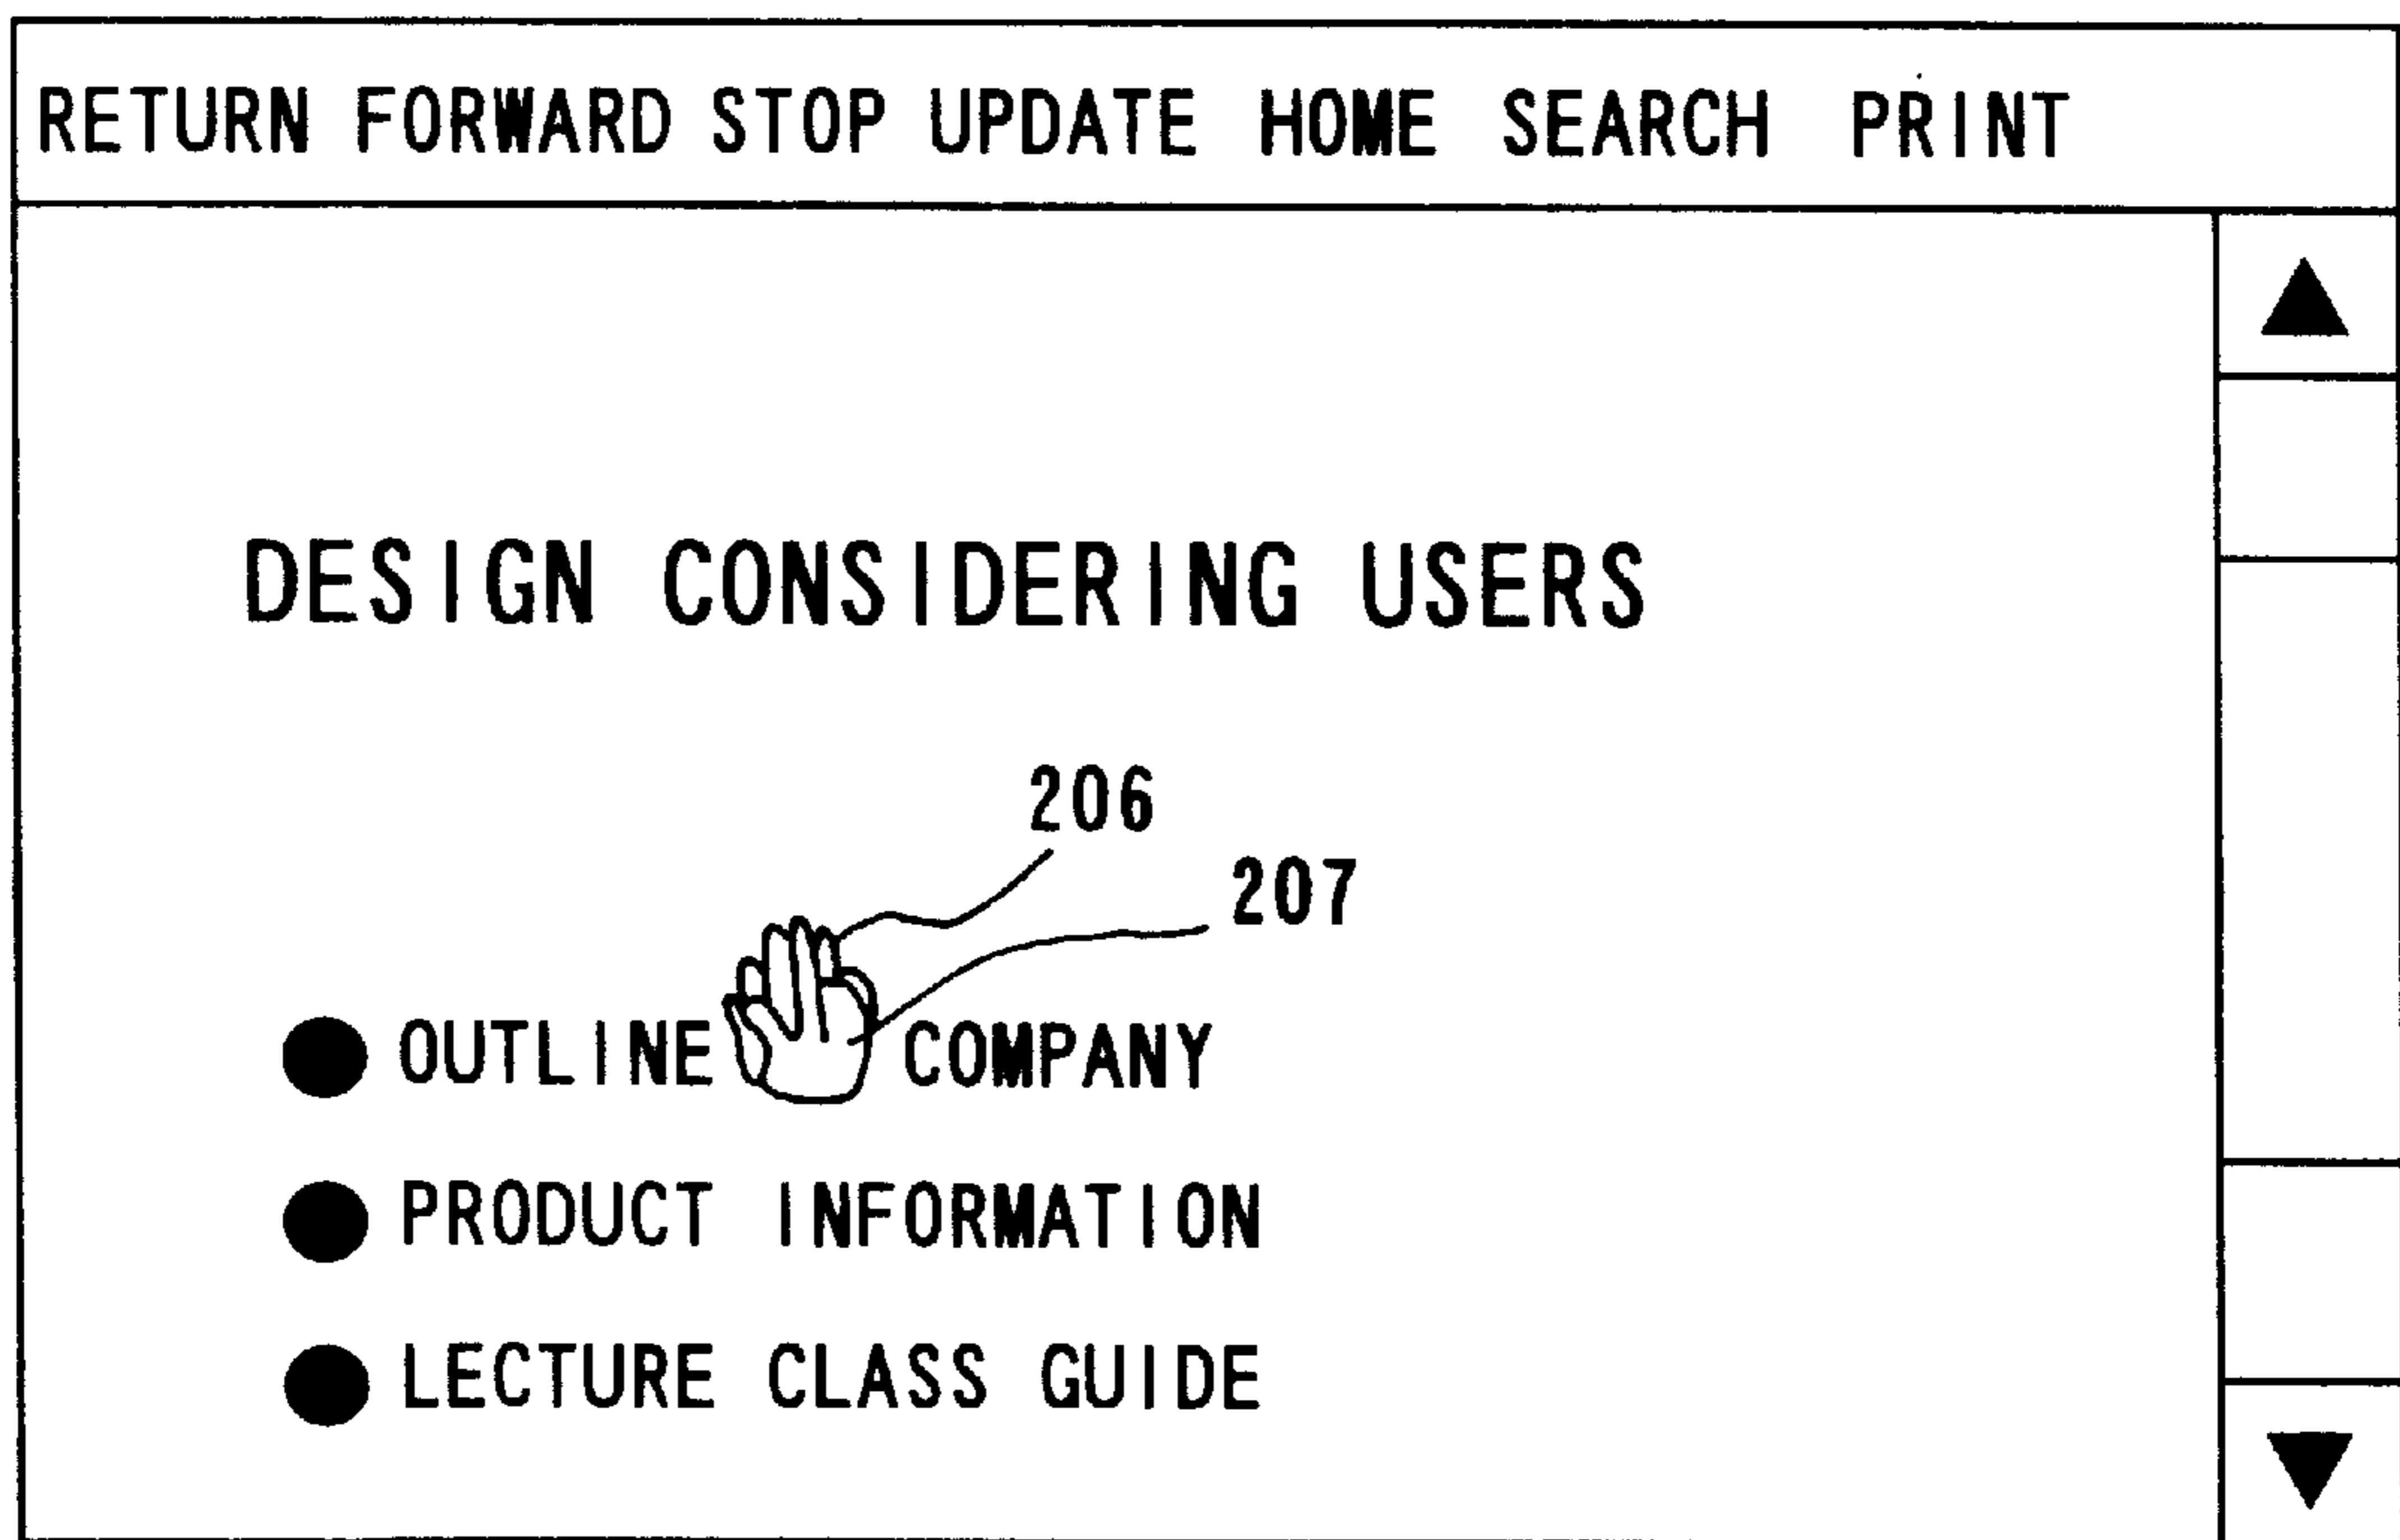 RETURN FORWARD STOP UPDATE HOME SEARCH PRINT
DESIGN CONSIDERING USERS
206
207
OUTLINE COMPANY
PRODUCT INFORMATION
LECTURE CLASS GUIDE